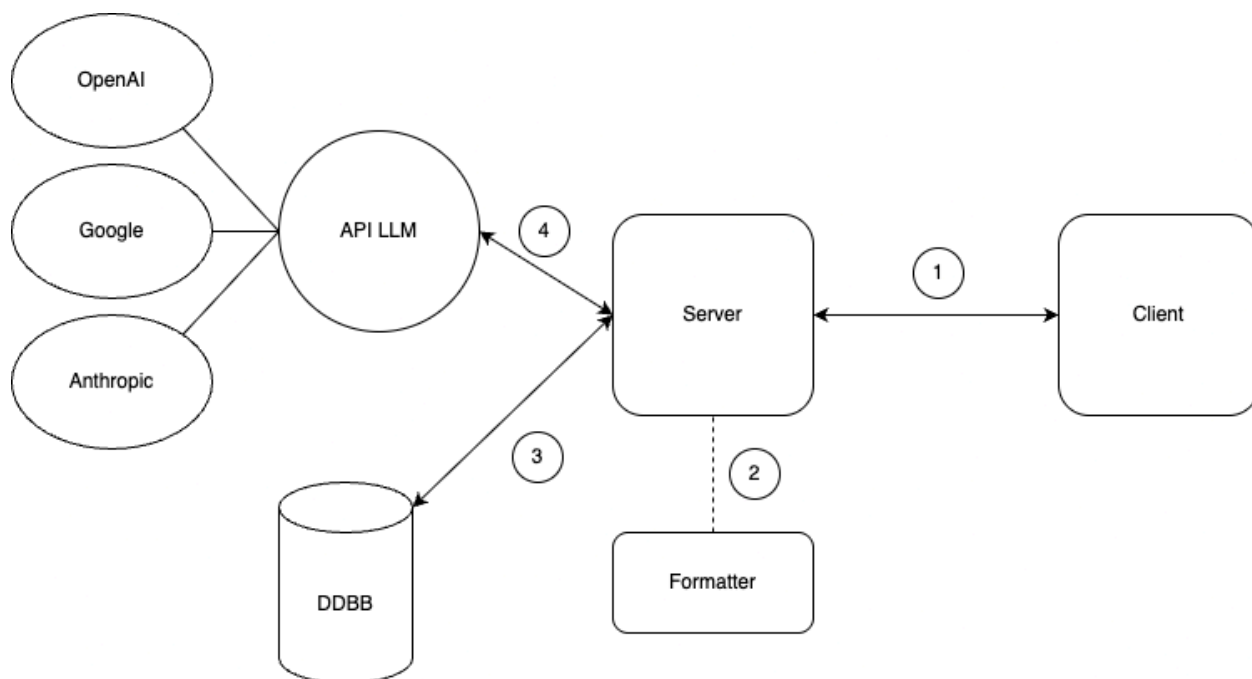 OpenAI
Google
Anthropic
API LLM
4
Server
1
Client
3
2
DDBB
Formatter